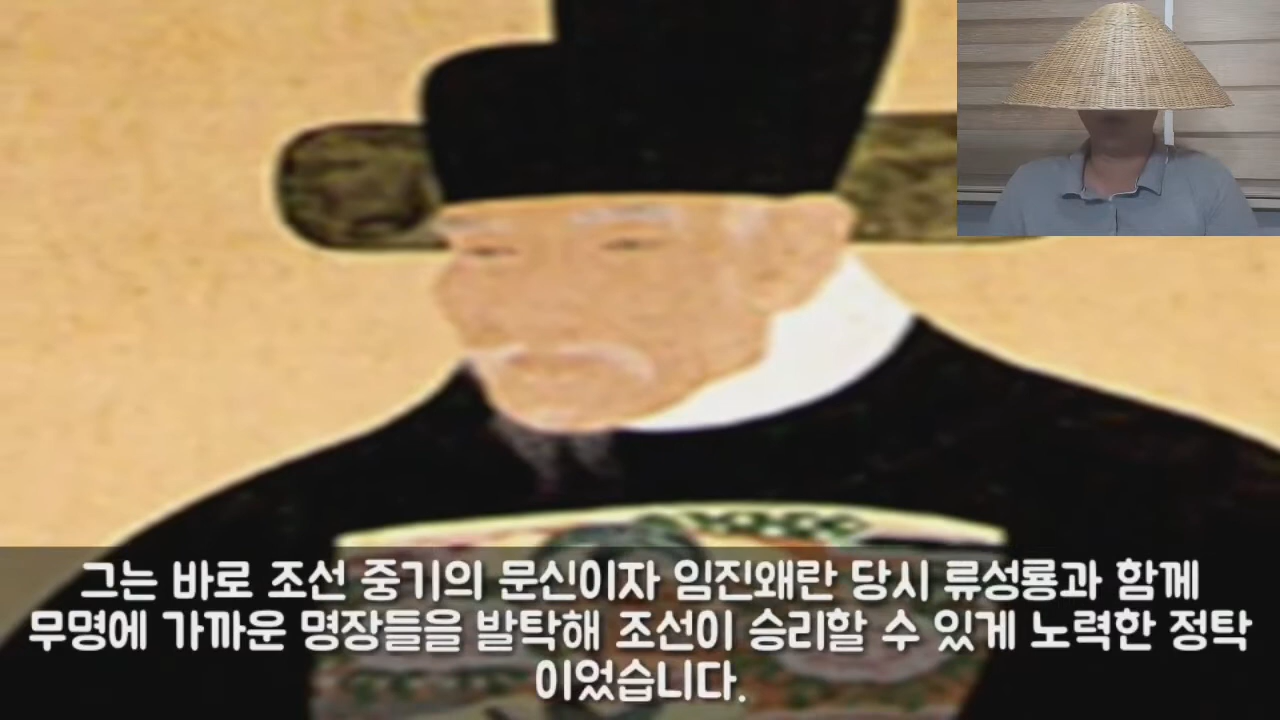 그는 바로 조선 중기의 문신이자 임진왜란 당시 류성룡과 함께
무명에 가까운 명장들을 발탁해 조선이 승리할 수 있게 노력한 정탁
이었습니다.